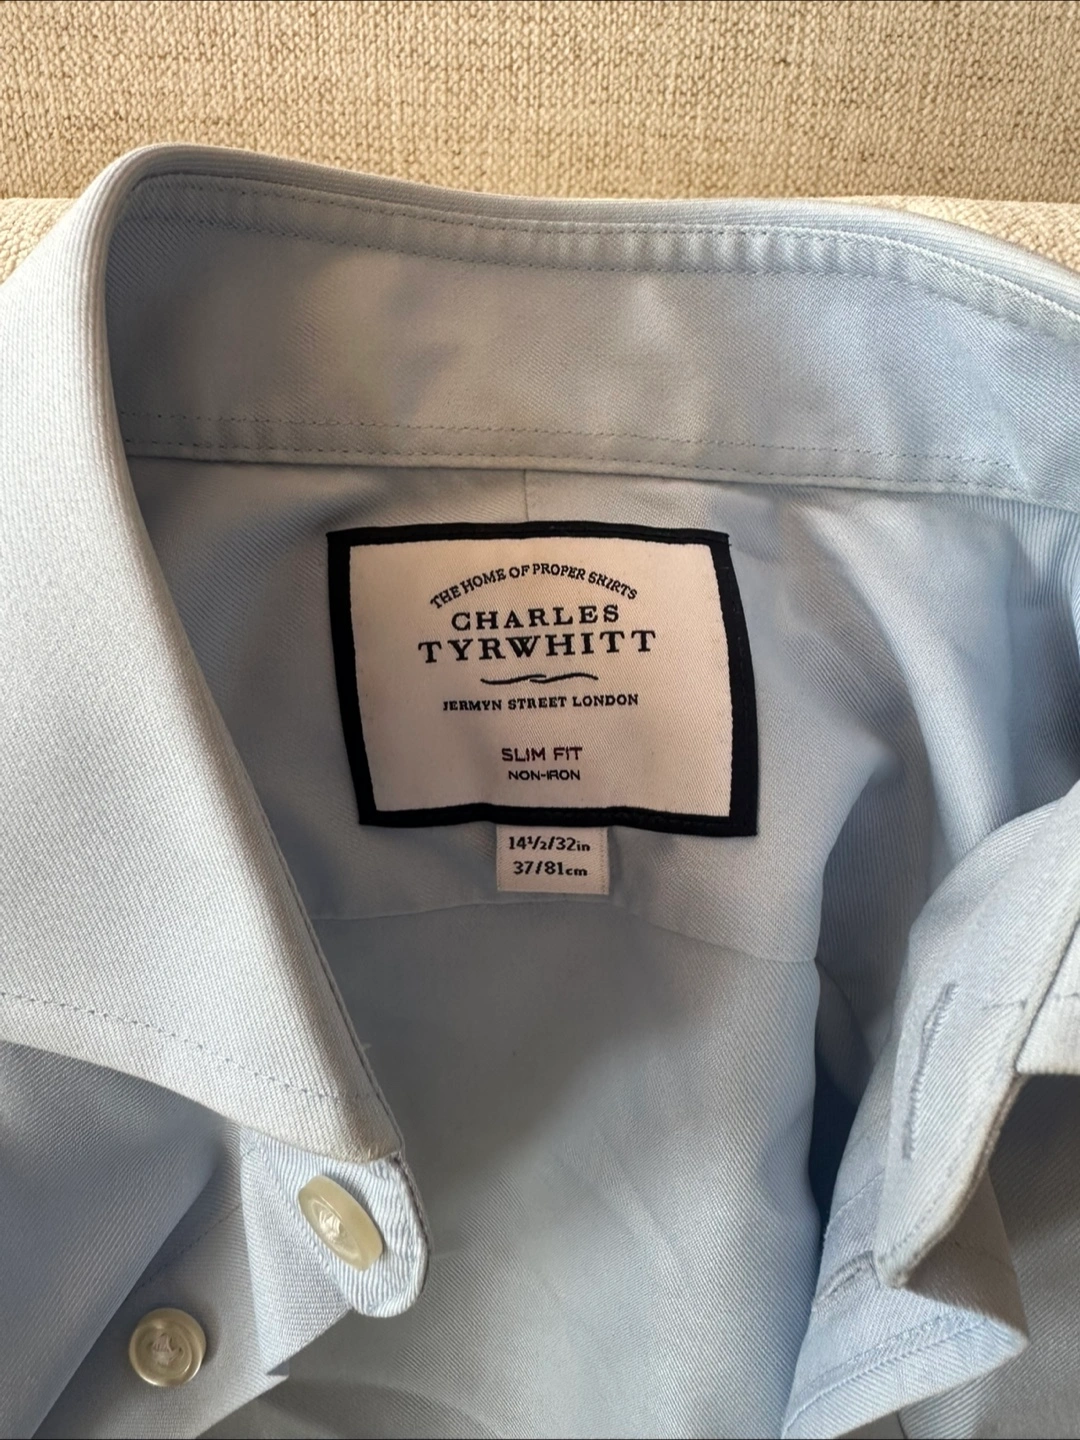 THE HOME OF PROPER SHIRTS
CHARLES
TYRWHITT
JERMYN STREET LONDON
SLIM FIT
NON-IRON
14½/32in
37/81cm